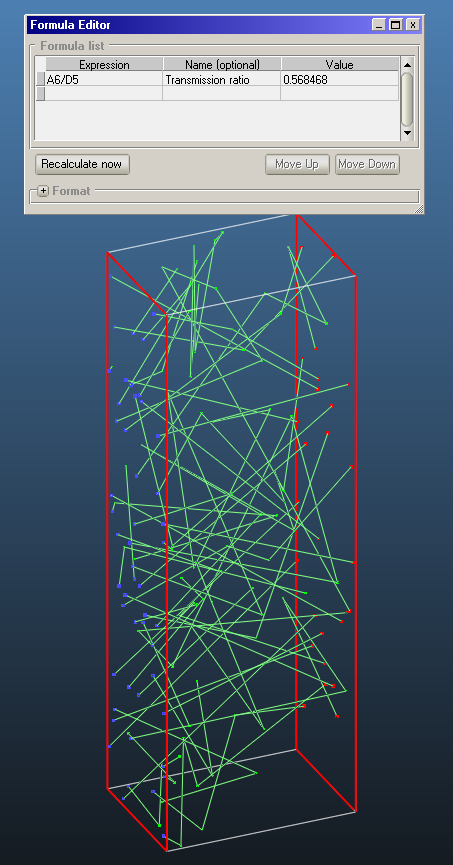 Formula Editor
Formula list
Expression Name (optional) Value
A6/D5 Transmission ratio 0.568468
Recalculate now Move Up Move Down
Format